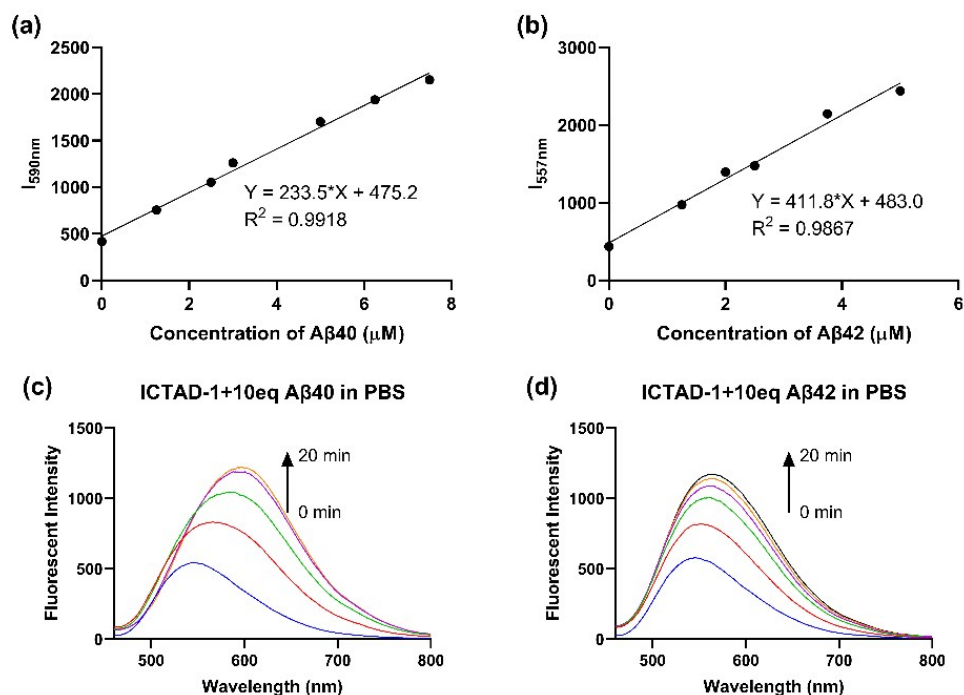 (a)
2500
2000
1500
1000
500
0
I590nm
Y = 233.5*X + 475.2
R² = 0.9918
0 2 4 6 8
Concentration of Aβ40 (μM)
(b)
3000
2000
1000
0
I557nm
Y = 411.8*X + 483.0
R² = 0.9867
0 2 4 6
Concentration of Aβ42 (μM)
(c)
ICTAD-1+10eq Aβ40 in PBS
1500
1000
500
0
Fluorescent Intensity
20 min
0 min
500 600 700 800
Wavelength (nm)
(d)
ICTAD-1+10eq Aβ42 in PBS
1500
1000
500
0
Fluorescent Intensity
20 min
0 min
500 600 700 800
Wavelength (nm)